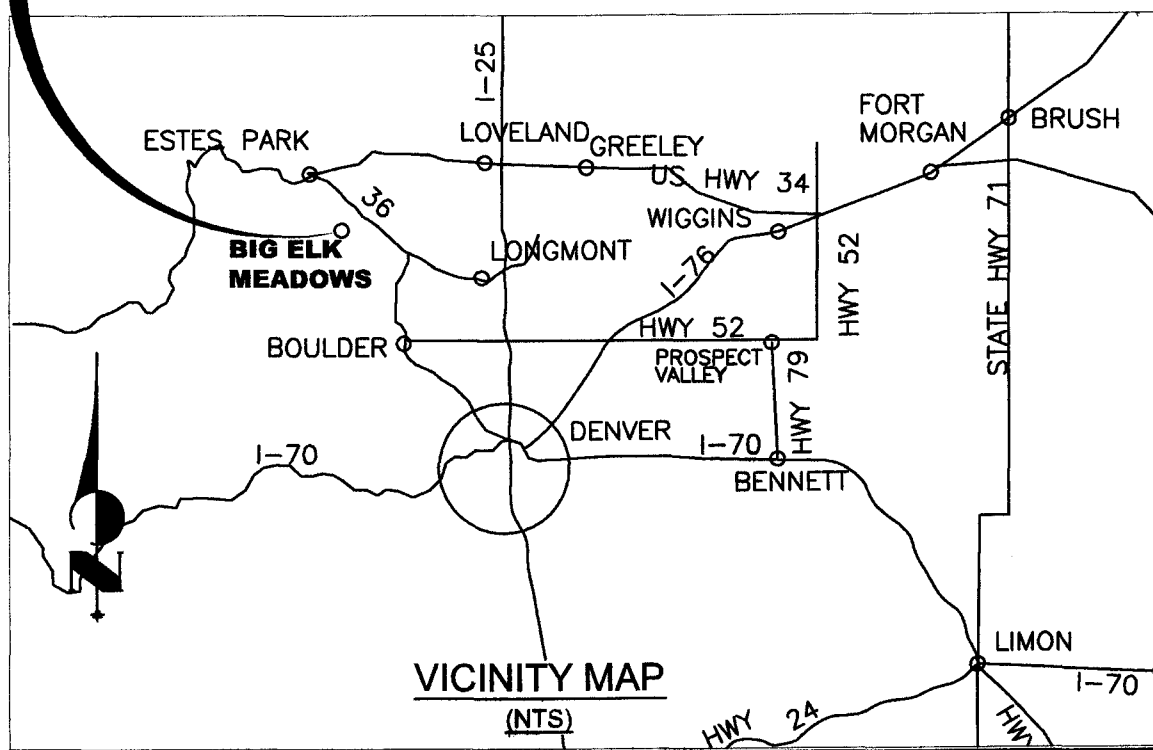 I-25
FORT
MORGAN
BRUSH
ESTES PARK
LOVELAND
GREELEY
US HWY 34
36
WIGGINS
STATE HWY 71
BIG ELK
MEADOWS
LONGMONT
I-76
HWY 52
HWY 52
BOULDER
PROSPECT
VALLEY
HWY 79
DENVER
I-70
I-70
BENNETT
N
LIMON
VICINITY MAP
(NTS)
I-70
HWY 24
HWY